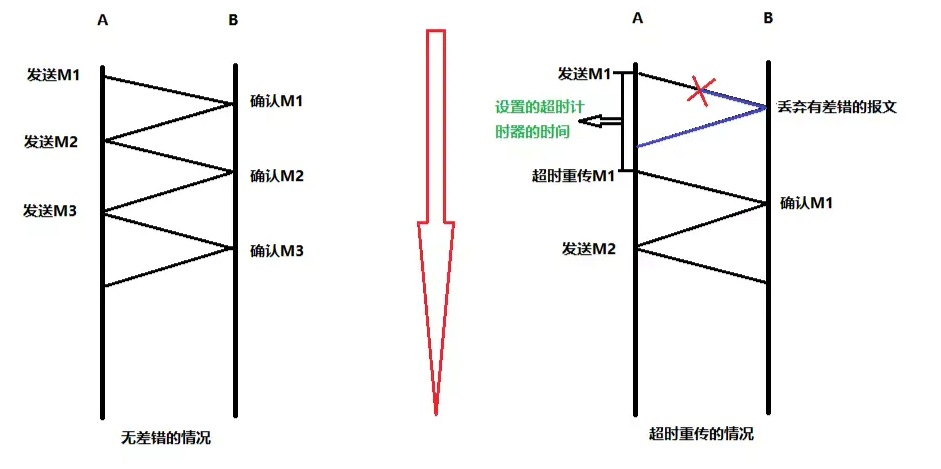 A
B
发送M1
确认M1
发送M2
确认M2
发送M3
确认M3
无差错的情况
A
B
发送M1
设置的超时计
时器的时间
丢弃有差错的报文
超时重传M1
确认M1
发送M2
超时重传的情况